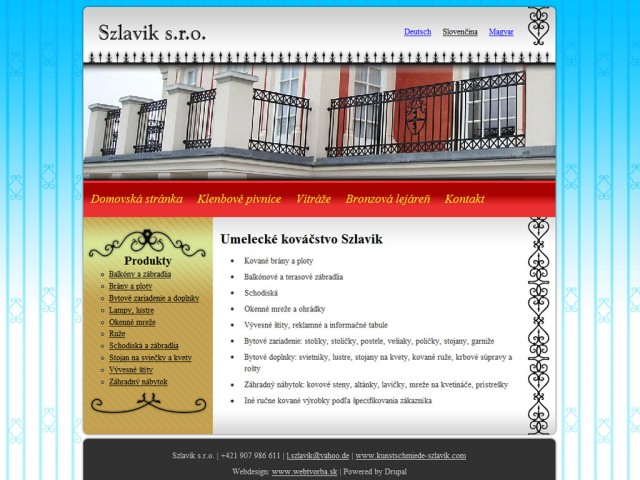 Szlavik s.r.o.
Deutsch Slovenčina Magyar
Domovská stránka Klenbové pivnice Vitráže Bronzová lejáreň Kontakt
Produkty
Balkóny a zábradlia
Brány a ploty
Bytové zariadenie a doplnky
Lampy, lustre
Okenné mreže
Ruže
Schodiská a zábradlia
Stojan na sviečky a kvety
Vývesné štíty
Záhradný nábytok
Umelecké kováčstvo Szlavik
Kované brány a ploty
Balkónové a terasové zábradlia
Schodiská
Okenné mreže a ohrádky
Vývesné štíty, reklamné a informačné tabule
Bytové zariadenie: stolíky, stoličky, postele, vešiaky, poličky, stojany, garniže
Bytové doplnky: svietniky, lustre, stojany na kvety, kované ruže, krbové súpravy a
rošty
Záhradný nábytok: kovové steny, altánky, lavičky, mreže na kvetináče, prístrešky
Iné ručne kované výrobky podľa špecifikovania zákazníka
Szlavik s.r.o. | +421 907 986 611 | l.szlavik@yahoo.de | www.kunstschmiede-szlavik.com
Webdesign: www.webtvorba.sk | Powered by Drupal